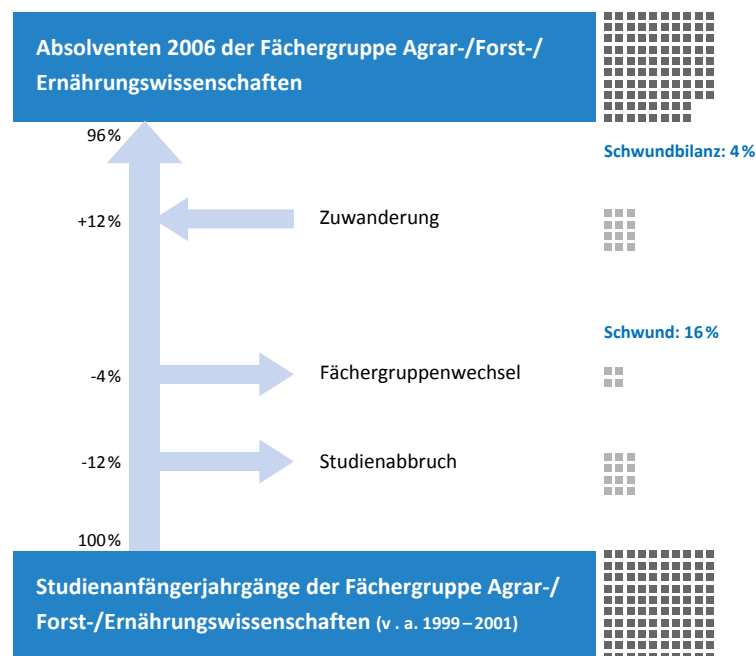 Absolventen 2006 der Fächergruppe Agrar-/Forst-/
Ernährungswissenschaften
96 %
Schwundbilanz: 4 %
+12 %
Zuwanderung
Schwund: 16 %
-4 %
Fächergruppenwechsel
-12 %
Studienabbruch
100 %
Studienanfängerjahrgänge der Fächergruppe Agrar-/
Forst-/Ernährungswissenschaften (v . a. 1999 – 2001)